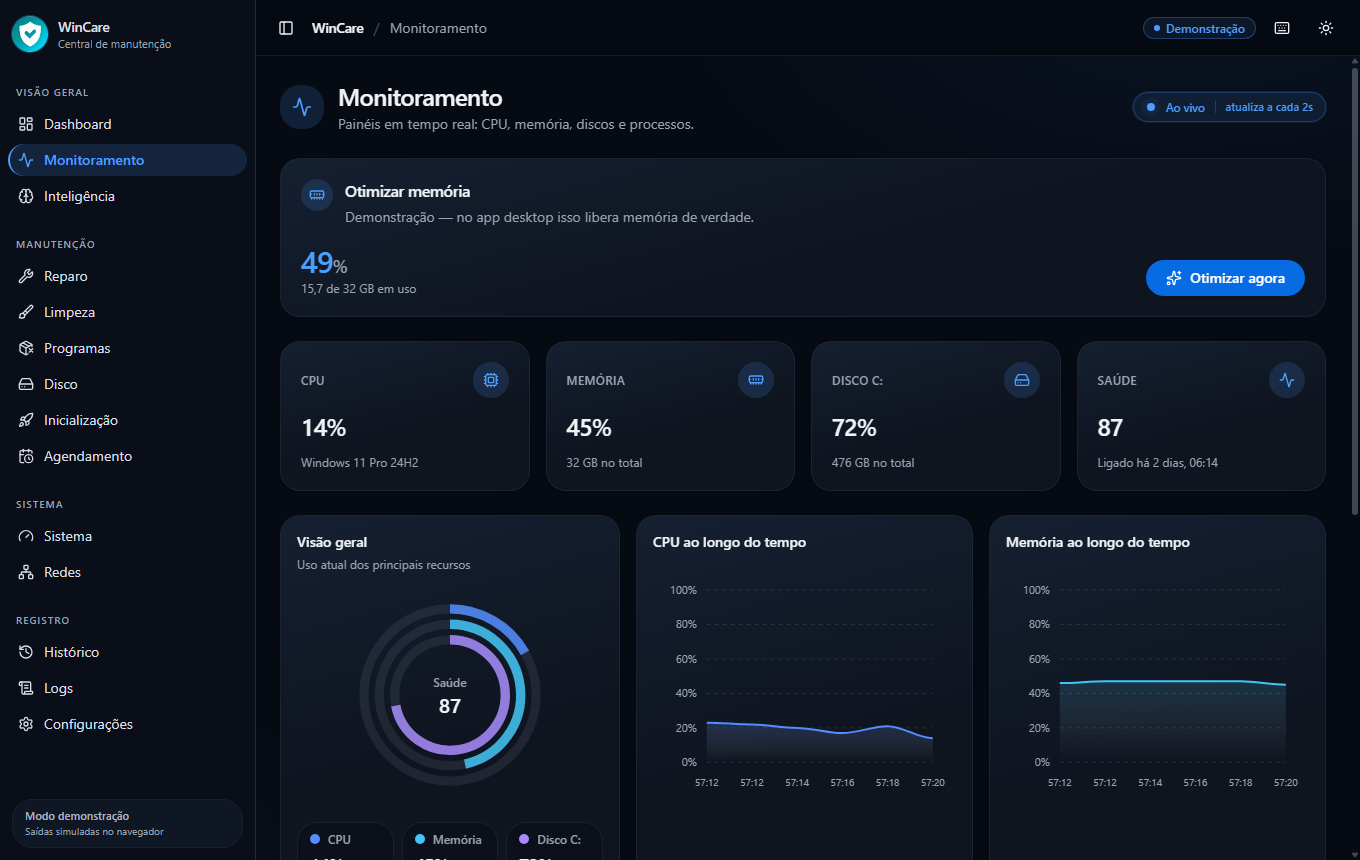 WinCare
Central de manutenção
VISÃO GERAL
Dashboard
Monitoramento
Inteligência
MANUTENÇÃO
Reparo
Limpeza
Programas
Disco
Inicialização
Agendamento
SISTEMA
Sistema
Redes
REGISTRO
Histórico
Logs
Configurações
Modo demonstração
Saídas simuladas no navegador
WinCare / Monitoramento
Demonstração
Monitoramento
Painéis em tempo real: CPU, memória, discos e processos.
Ao vivo | atualiza a cada 2s
Otimizar memória
Demonstração — no app desktop isso libera memória de verdade.
49%
15,7 de 32 GB em uso
Otimizar agora
CPU
14%
Windows 11 Pro 24H2
MEMÓRIA
45%
32 GB no total
DISCO C:
72%
476 GB no total
SAÚDE
87
Ligado há 2 dias, 06:14
Visão geral
Uso atual dos principais recursos
Saúde
87
CPU
Memória
Disco C:
CPU ao longo do tempo
100%
80%
60%
40%
20%
0%
57:12 57:12 57:14 57:16 57:18 57:20
Memória ao longo do tempo
100%
80%
60%
40%
20%
0%
57:12 57:12 57:14 57:16 57:18 57:20